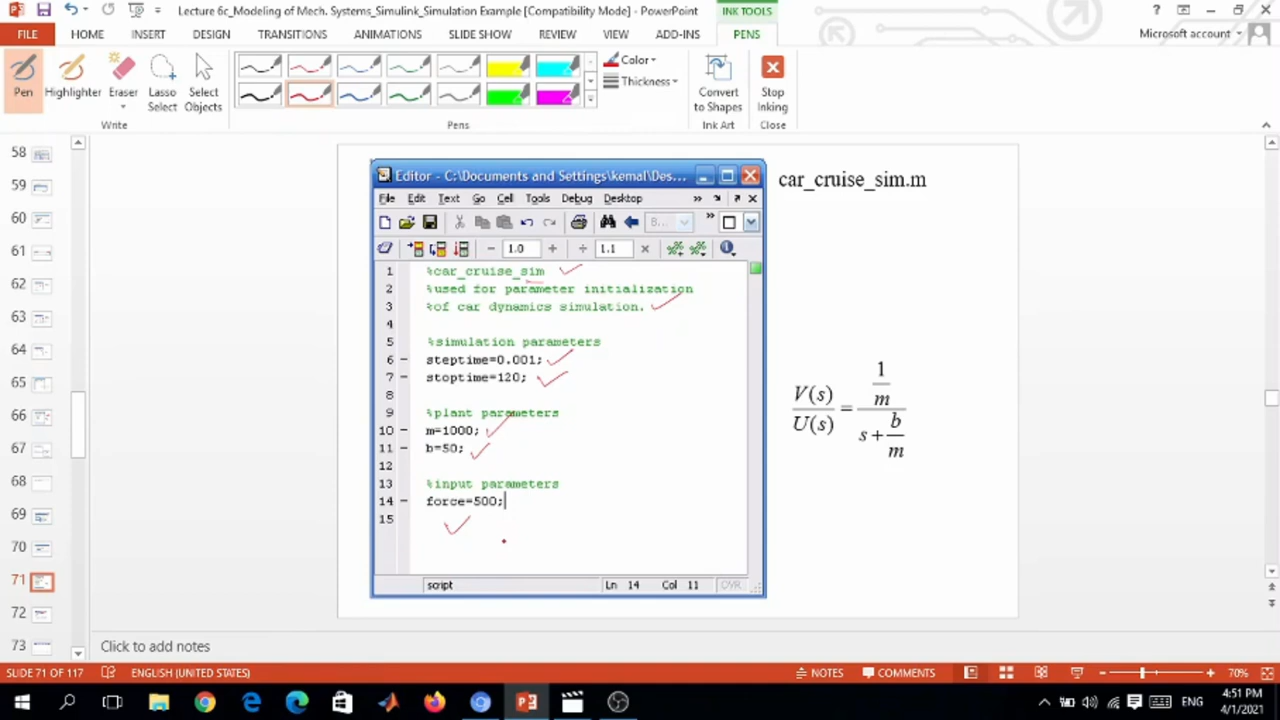 Lecture 6c_Modeling of Mech. Systems_Simulink_Simulation Example [Compatibility Mode] - PowerPoint
INK TOOLS
FILE HOME INSERT DESIGN TRANSITIONS ANIMATIONS SLIDE SHOW REVIEW VIEW ADD-INS PENS
Microsoft account
Pen Highlighter Eraser Lasso Select Select Objects
Color
Thickness
Convert to Shapes
Stop Inking
Write Pens Ink Art Close
58
59
60
61
62
63
64
65
66
67
68
69
70
71
72
73
Editor - C:\Documents and Settings\kemal\Des...
File Edit Text Go Cell Tools Debug Desktop
B...
1.0 1.1
1 %car_cruise_sim
2 %used for parameter initialization
3 %of car dynamics simulation.
4
5 %simulation parameters
6 steptime=0.001;
7 stoptime=120;
8
9 %plant parameters
10 m=1000;
11 b=50;
12
13 %input parameters
14 force=500;
15
script Ln 14 Col 11 OVR
car_cruise_sim.m
V(s)/U(s) = (1/m)/(s + b/m)
Click to add notes
SLIDE 71 OF 117 ENGLISH (UNITED STATES) NOTES COMMENTS 70%
ENG
4:51 PM
4/1/2021